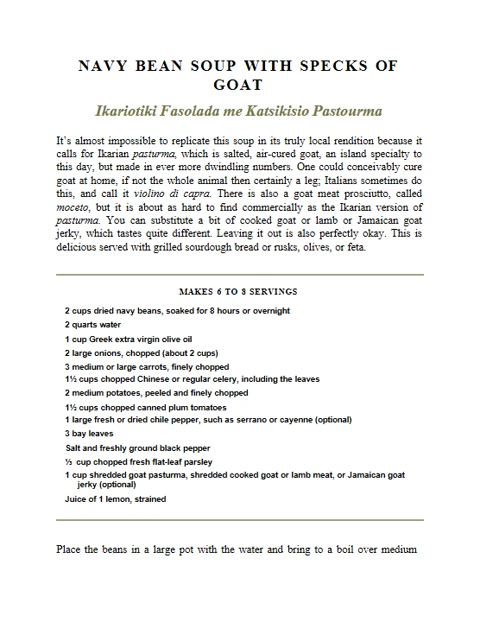 NAVY BEAN SOUP WITH SPECKS OF
GOAT
Ikariotiki Fasolada me Katsikisio Pastourma
It's almost impossible to replicate this soup in its truly local rendition because it
calls for Ikarian pasturma, which is salted, air-cured goat, an island specialty to
this day, but made in ever more dwindling numbers. One could conceivably cure
goat at home, if not the whole animal then certainly a leg; Italians sometimes do
this, and call it violino di capra. There is also a goat meat prosciutto, called
moceto, but it is about as hard to find commercially as the Ikarian version of
pasturma. You can substitute a bit of cooked goat or lamb or Jamaican goat
jerky, which tastes quite different. Leaving it out is also perfectly okay. This is
delicious served with grilled sourdough bread or rusks, olives, or feta.
MAKES 6 TO 8 SERVINGS
2 cups dried navy beans, soaked for 8 hours or overnight
2 quarts water
1 cup Greek extra virgin olive oil
2 large onions, chopped (about 2 cups)
3 medium or large carrots, finely chopped
1½ cups chopped Chinese or regular celery, including the leaves
2 medium potatoes, peeled and finely chopped
1½ cups chopped canned plum tomatoes
1 large fresh or dried chile pepper, such as serrano or cayenne (optional)
3 bay leaves
Salt and freshly ground black pepper
cup chopped fresh flat-leaf parsley
1 cup shredded goat pasturma, shredded cooked goat or lamb meat, or Jamaican goat
jerky (optional)
Juice of 1 lemon, strained
Place the beans in a large pot with the water and bring to a boil over medium